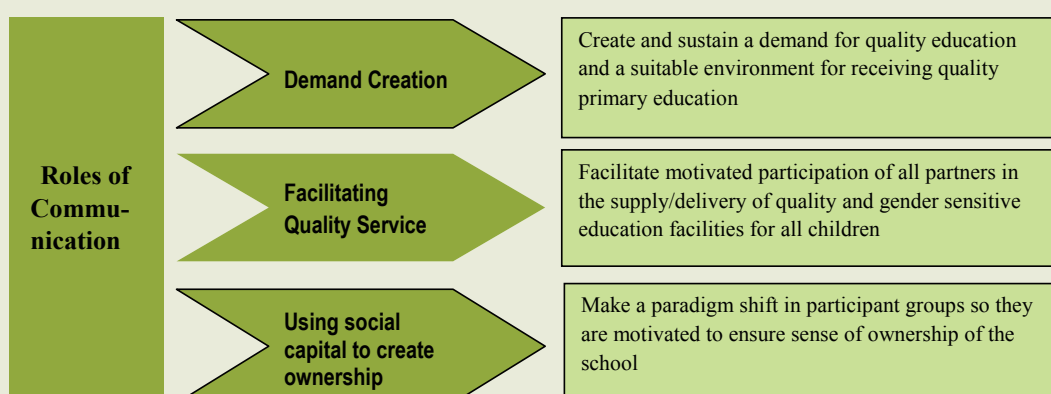 Roles of
Commu-
nication
Demand Creation
Create and sustain a demand for quality education
and a suitable environment for receiving quality
primary education
Facilitating
Quality Service
Facilitate motivated participation of all partners in
the supply/delivery of quality and gender sensitive
education facilities for all children
Using social
capital to create
ownership
Make a paradigm shift in participant groups so they
are motivated to ensure sense of ownership of the
school